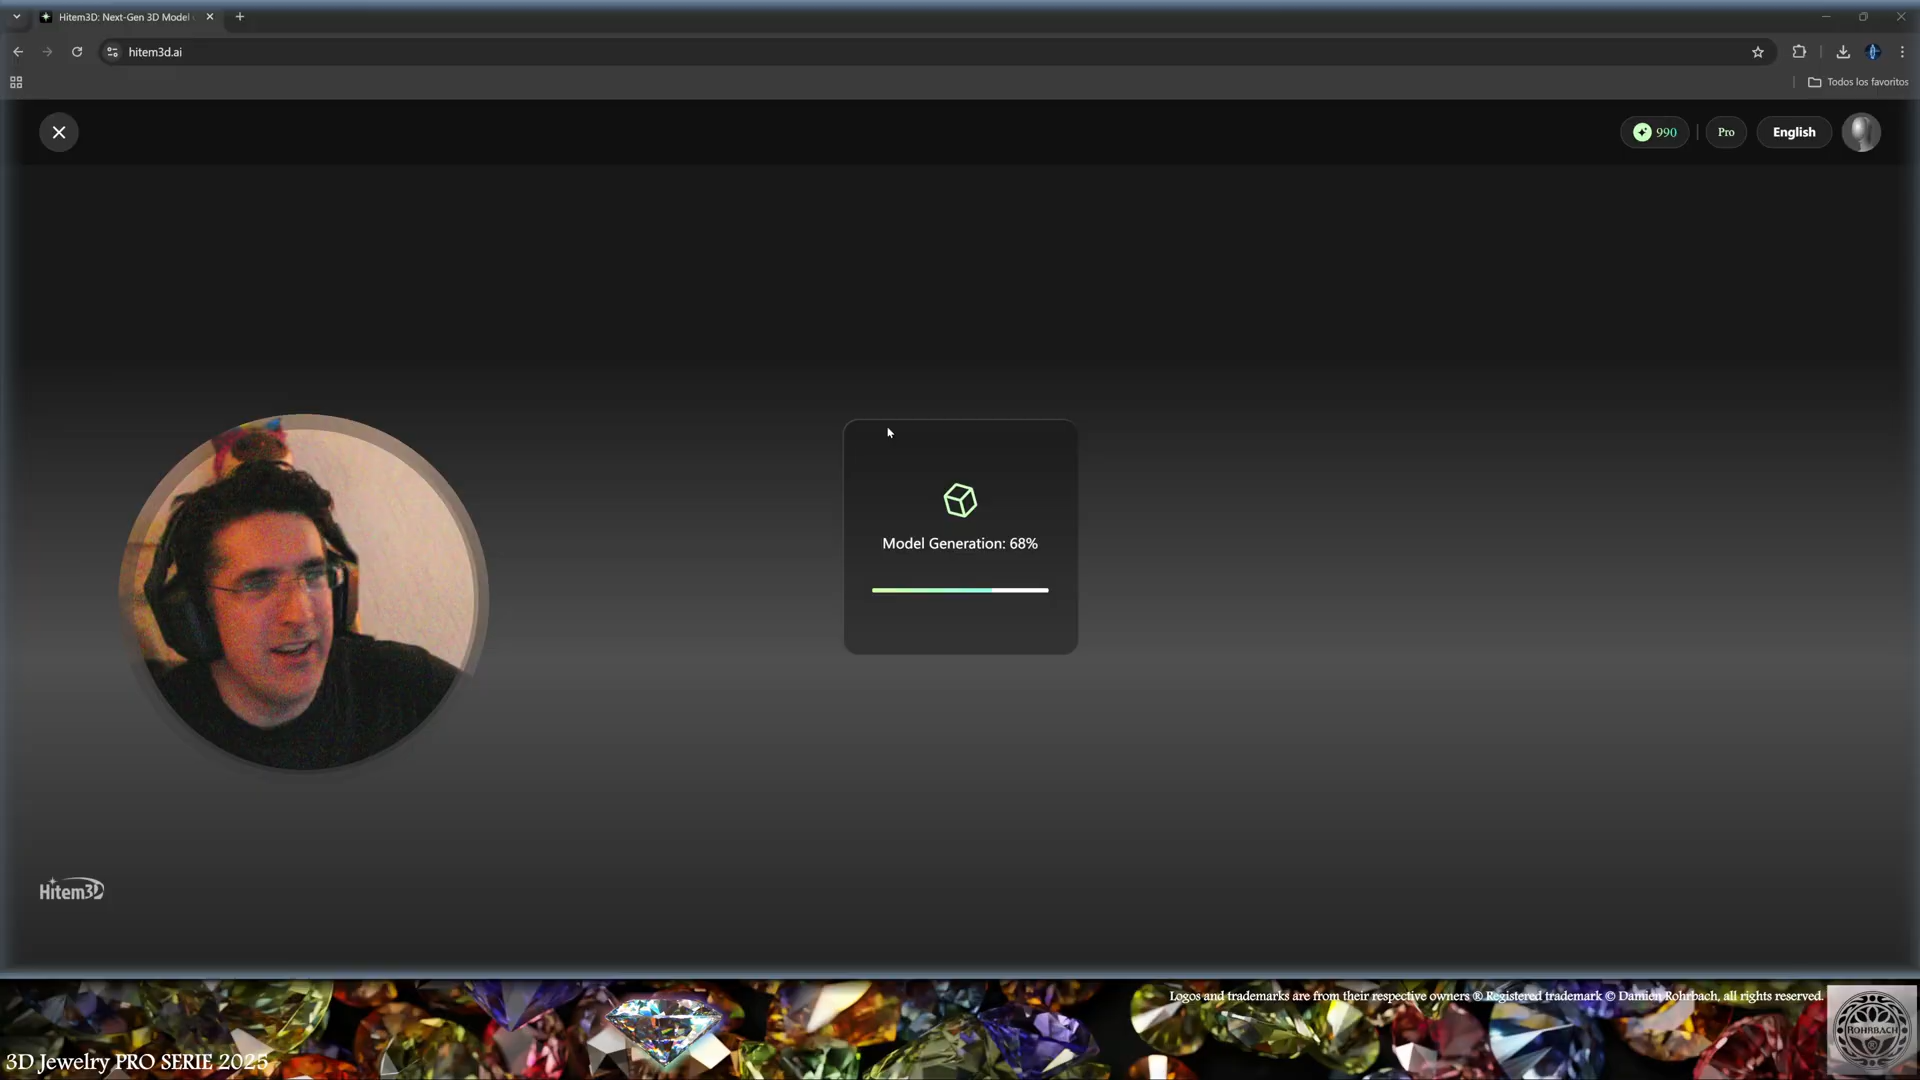 Hitem3D: Next-Gen 3D Model
hitem3d.ai
Todos los favoritos
990
Pro
English
Model Generation: 68%
Hitem3D
Logos and trademarks are from their respective owners ® Registered trademark © Damien Rohrbach, all rights reserved.
ROHRBACH
3D Jewelry PRO SERIE 2025